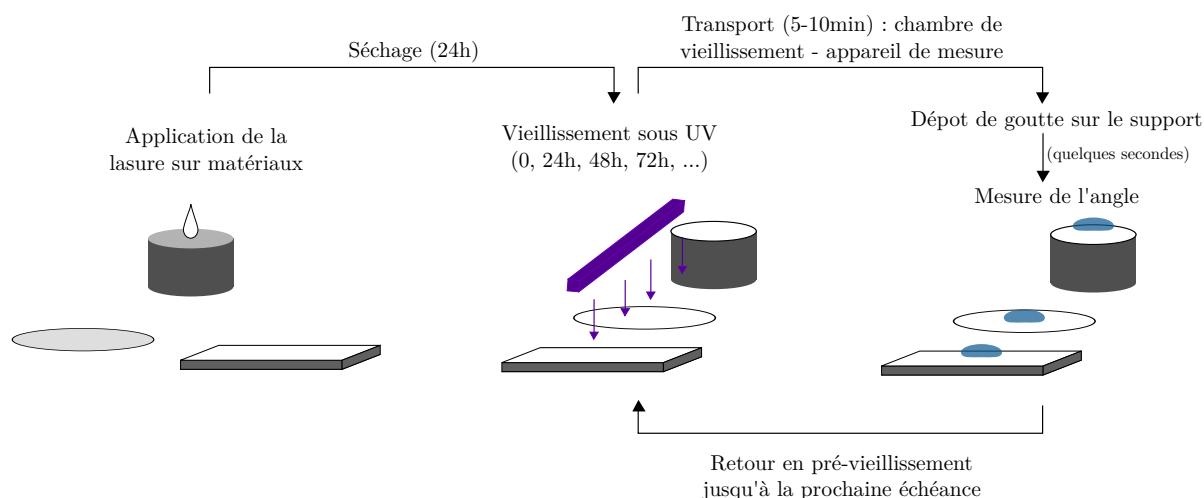 Séchage (24h)
Transport (5-10min) : chambre de
vieillissement - appareil de mesure
Application de la
lasure sur matériaux
Vieillissement sous UV
(0, 24h, 48h, 72h, ...)
Dépot de goutte sur le support
(quelques secondes)
Mesure de l'angle
Retour en pré-vieillissement
jusqu'à la prochaine échéance